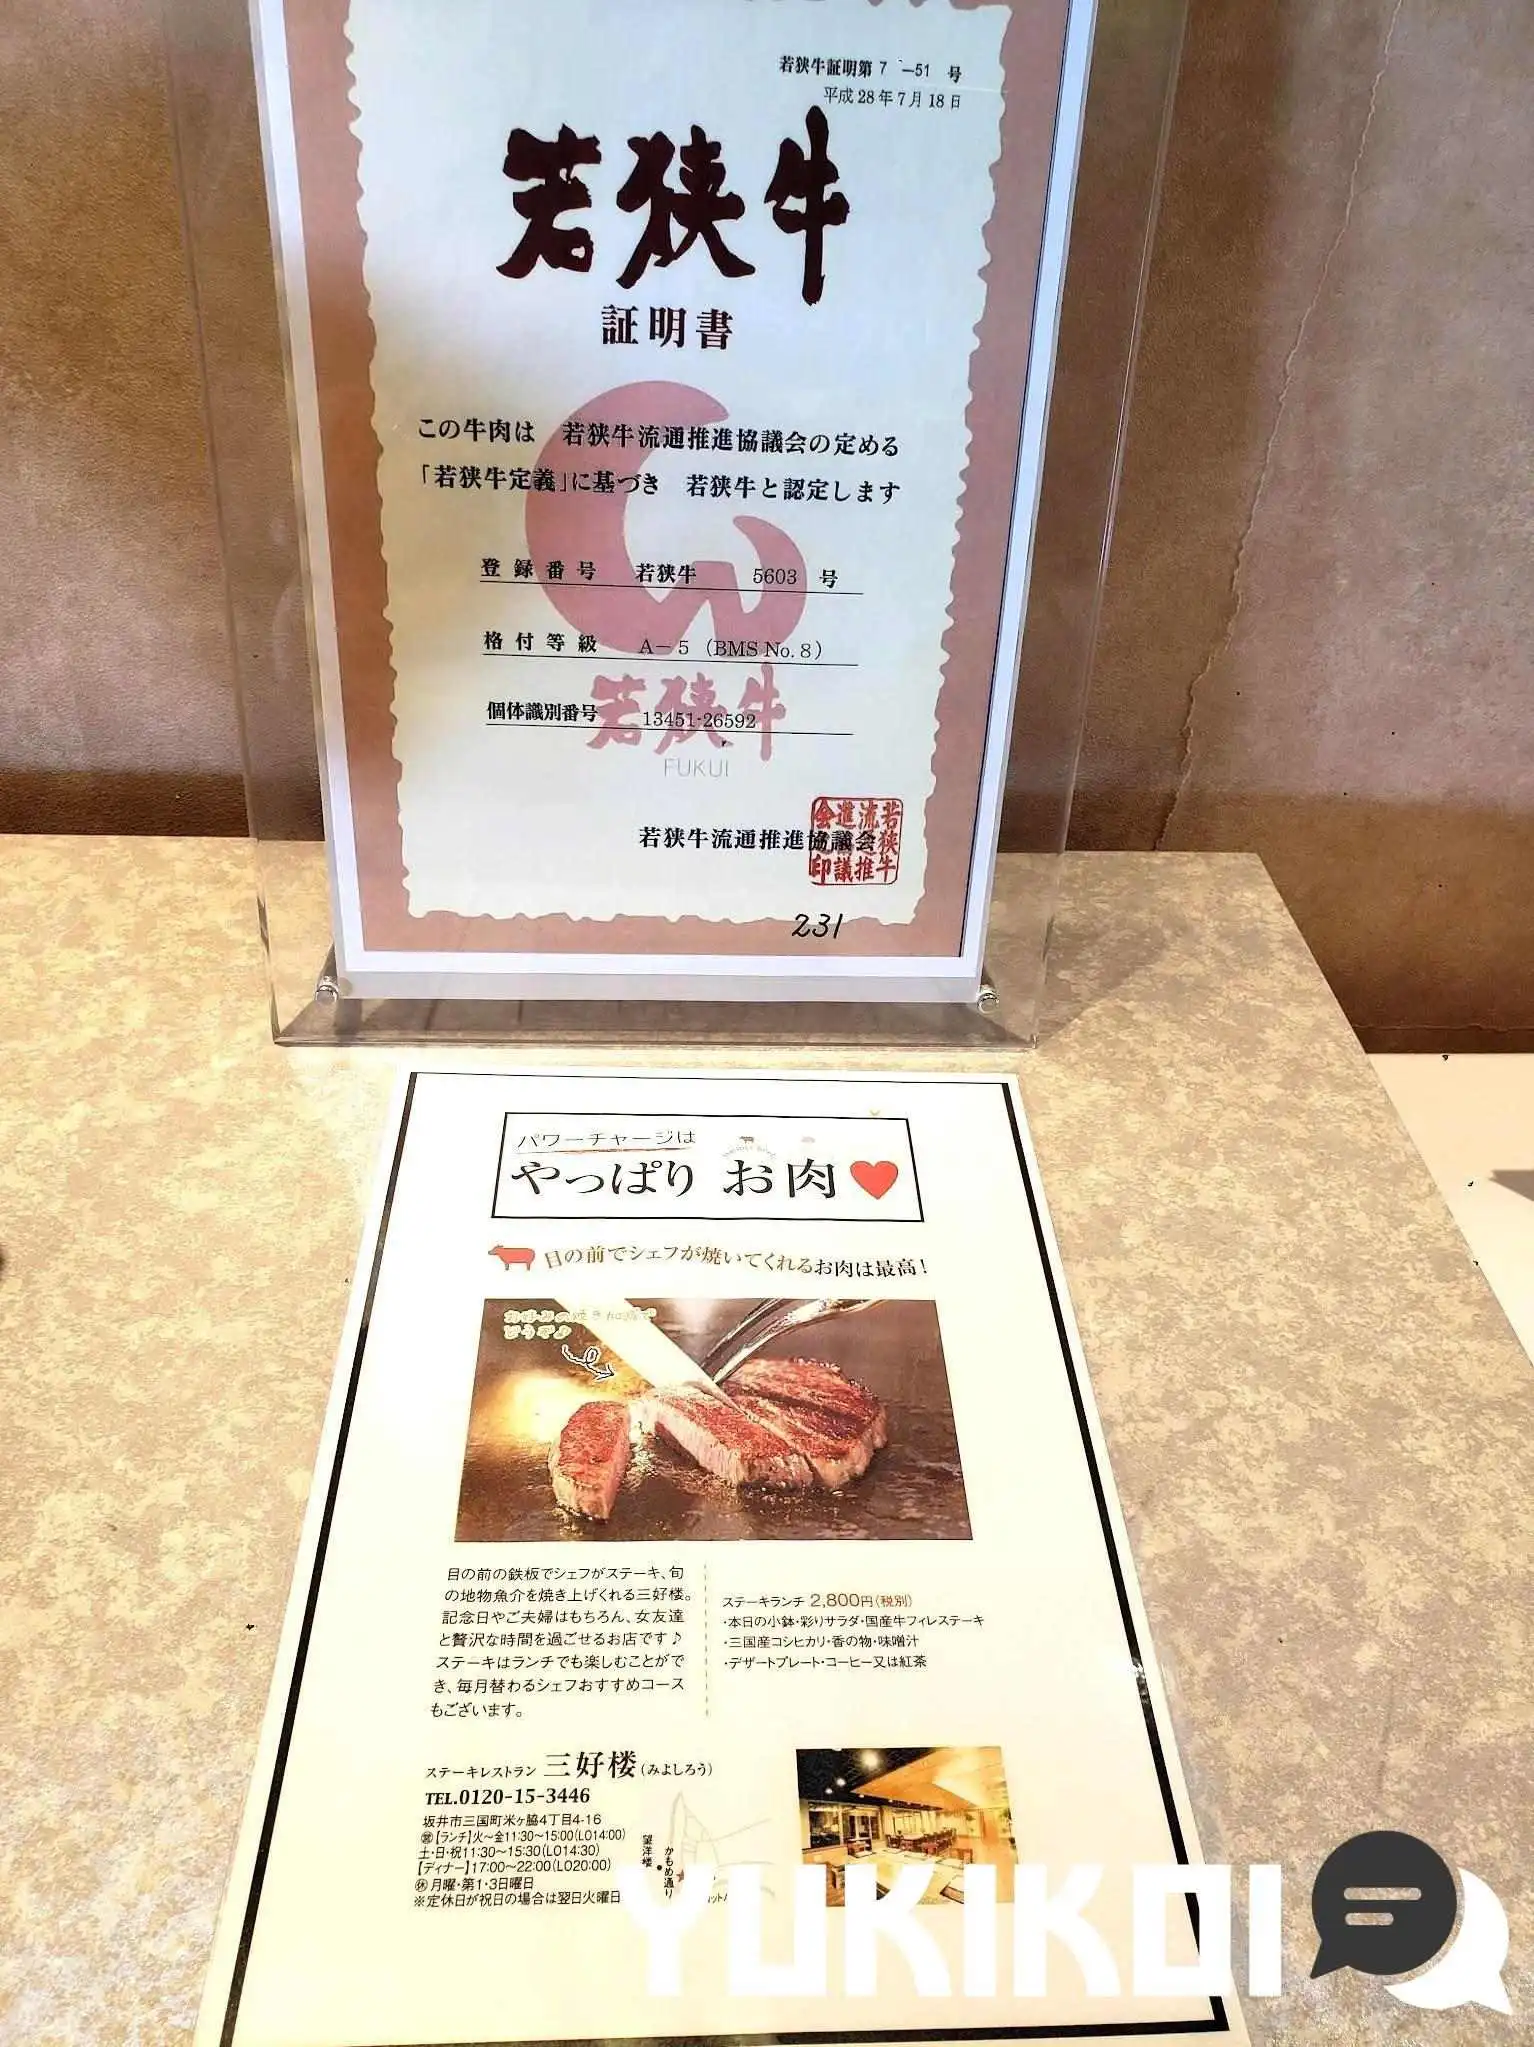 若狭牛証明第 7 -51 号
平成28年7月18日
若狭牛
証明書
この牛肉は 若狭牛流通推進協議会の定める
「若狭牛定義」に基づき 若狭牛と認定します
登録番号 若狭牛 5603 号
格付等級 A-5 (BMS No.8)
個体識別番号 13451-26592
若狭牛
FUKUI
若狭牛流通推進協議会
231
パワーチャージは
やっぱり お肉
目の前でシェフが焼いてくれるお肉は最高!
お好みの焼き加減で
どうぞ♪
目の前の鉄板でシェフがステーキ、旬
の地物魚介を焼き上げくれる三好楼。
記念日やご夫婦はもちろん、女友達
と贅沢な時間を過ごせるお店です♪
ステーキはランチでも楽しむことがで
き、毎月替わるシェフおすすめコース
もございます。
ステーキランチ 2,800円(税別)
・本日の小鉢・彩りサラダ・国産牛フィレステーキ
・三国産コシヒカリ・香の物・味噌汁
・デザートプレート・コーヒー又は紅茶
ステーキレストラン 三好楼(みよしろう)
TEL.0120-15-3446
坂井市三国町米ヶ脇4丁目4-16
営【ランチ】火~金11:30~15:00(LO14:00)
土・日・祝11:30~15:30(LO14:30)
【ディナー】17:00~22:00(LO20:00)
休 月曜・第1・3日曜日
※定休日が祝日の場合は翌日火曜日
望洋楼
かもめ通り
YUKIKOI